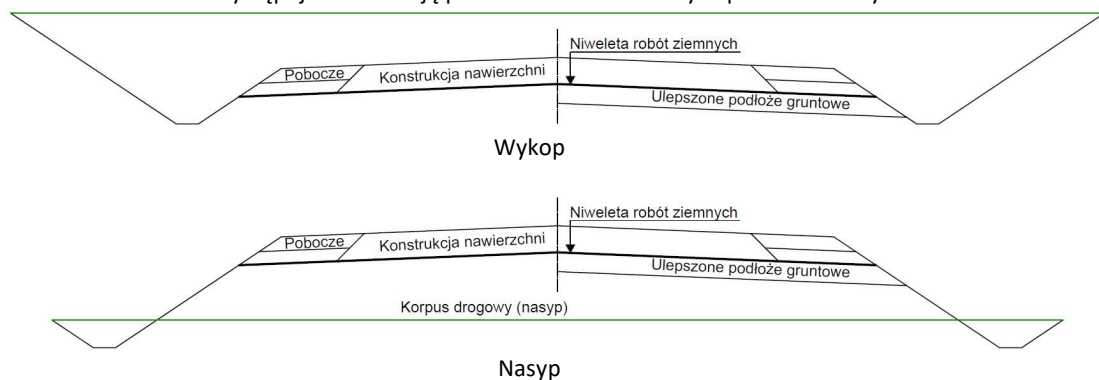 Niweleta robót ziemnych
Pobocze
Konstrukcja nawierzchni
Ulepszone podłoże gruntowe
Wykop
Niweleta robót ziemnych
Pobocze
Konstrukcja nawierzchni
Ulepszone podłoże gruntowe
Korpus drogowy (nasyp)
Nasyp